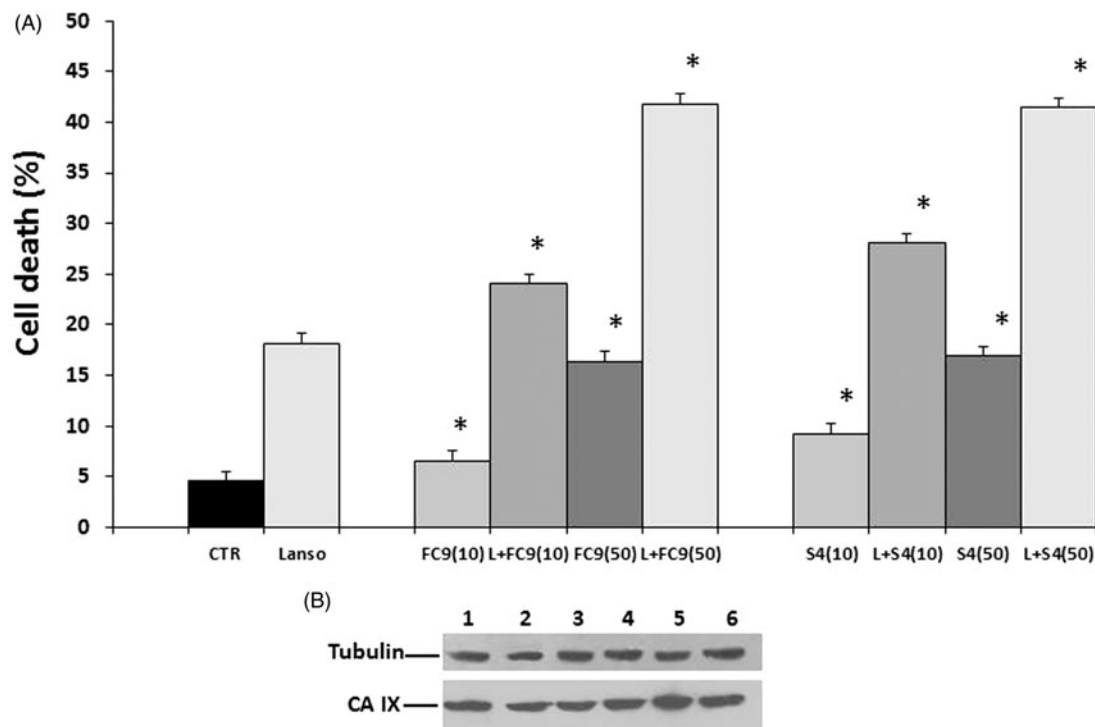 (A)
Cell death (%)
50
45
40
35
30
25
20
15
10
5
0
* * * * * * * *
CTR Lanso FC9(10) L+FC9(10) FC9(50) L+FC9(50) S4(10) L+S4(10) S4(50) L+S4(50)
(B)
1 2 3 4 5 6
Tubulin
CA IX